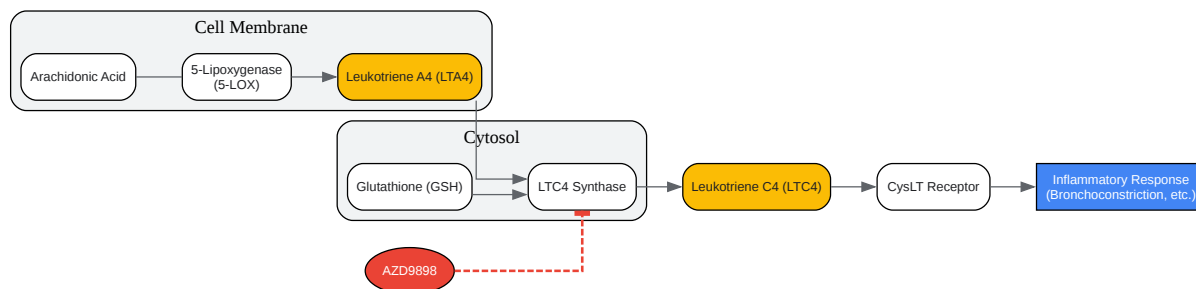 Cell Membrane
Arachidonic Acid
5-Lipoxygenase
(5-LOX)
Leukotriene A4 (LTA4)
Cytosol
Glutathione (GSH)
LTC4 Synthase
Leukotriene C4 (LTC4)
CysLT Receptor
Inflammatory Response
(Bronchoconstriction, etc.)
AZD9898